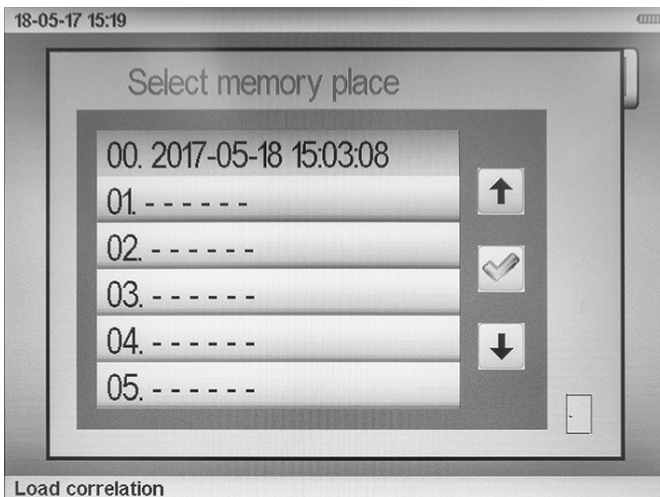 18-05-17 15:19
Select memory place
00. 2017-05-18 15:03:08
01. - - - - - -
02. - - - - - -
03. - - - - - -
04. - - - - - -
05. - - - - - -
Load correlation